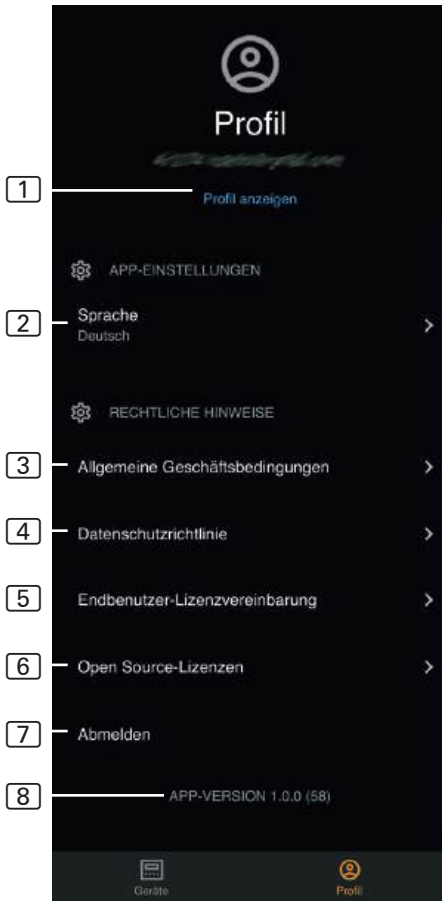 Profil
1 Profil anzeigen
APP-EINSTELLUNGEN
2 Sprache
Deutsch
RECHTLICHE HINWEISE
3 Allgemeine Geschäftsbedingungen
4 Datenschutzrichtlinie
5 Endbenutzer-Lizenzvereinbarung
6 Open Source-Lizenzen
7 Abmelden
8 APP-VERSION 1.0.0 (58)
Geräte Profil